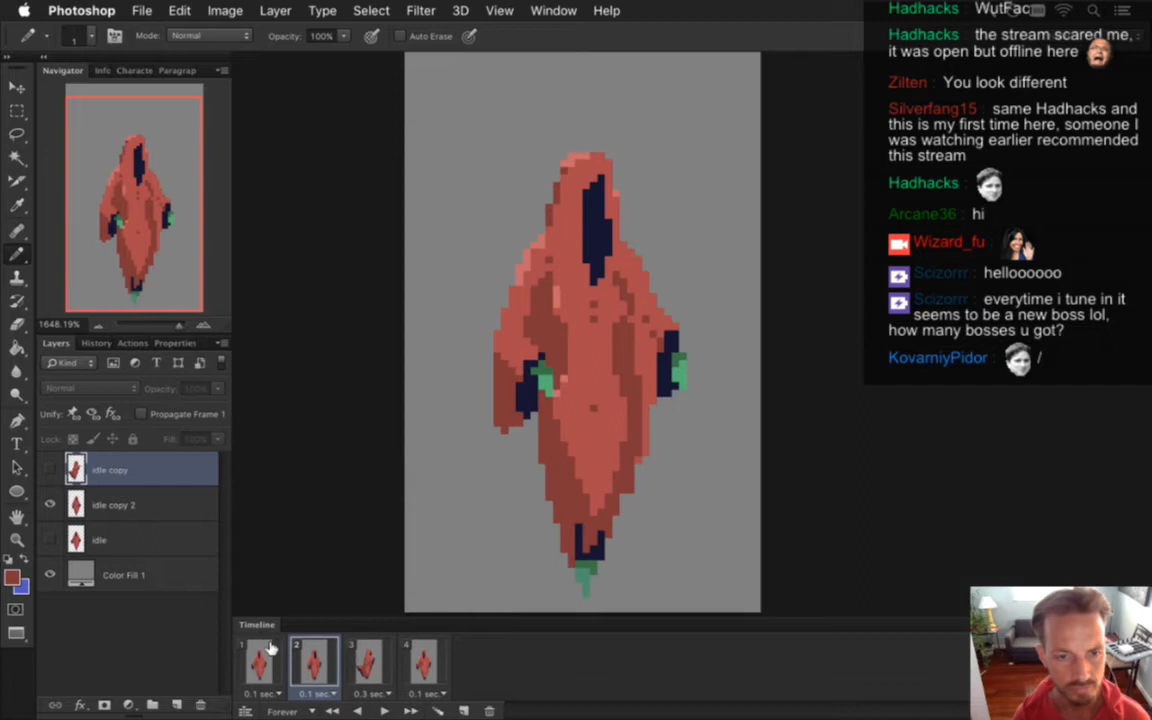 Photoshop File Edit Image Layer Type Select Filter 3D View Window Help
1 Mode: Normal Opacity: 100% Auto Erase
Navigator Info Characte Paragrap
1648.19%
Layers History Actions Properties
Kind
Normal Opacity: 100%
Unify: Propagate Frame 1
Lock: Fill: 100%
idle copy
idle copy 2
idle
Color Fill 1
fx
Timeline
1 2 3 4
0.1 sec. 0.1 sec. 0.3 sec. 0.1 sec.
Forever
Hadhacks : WutFac
Hadhacks : the stream scared me,
it was open but offline here
Zilten : You look different
Silverfang15 : same Hadhacks and
this is my first time here, someone I
was watching earlier recommended
this stream
Hadhacks :
Arcane36 : hi
Wizard_fu :
Scizorrr : helloooooo
Scizorrr : everytime i tune in it
seems to be a new boss lol,
how many bosses u got?
KovarniyPidor : /